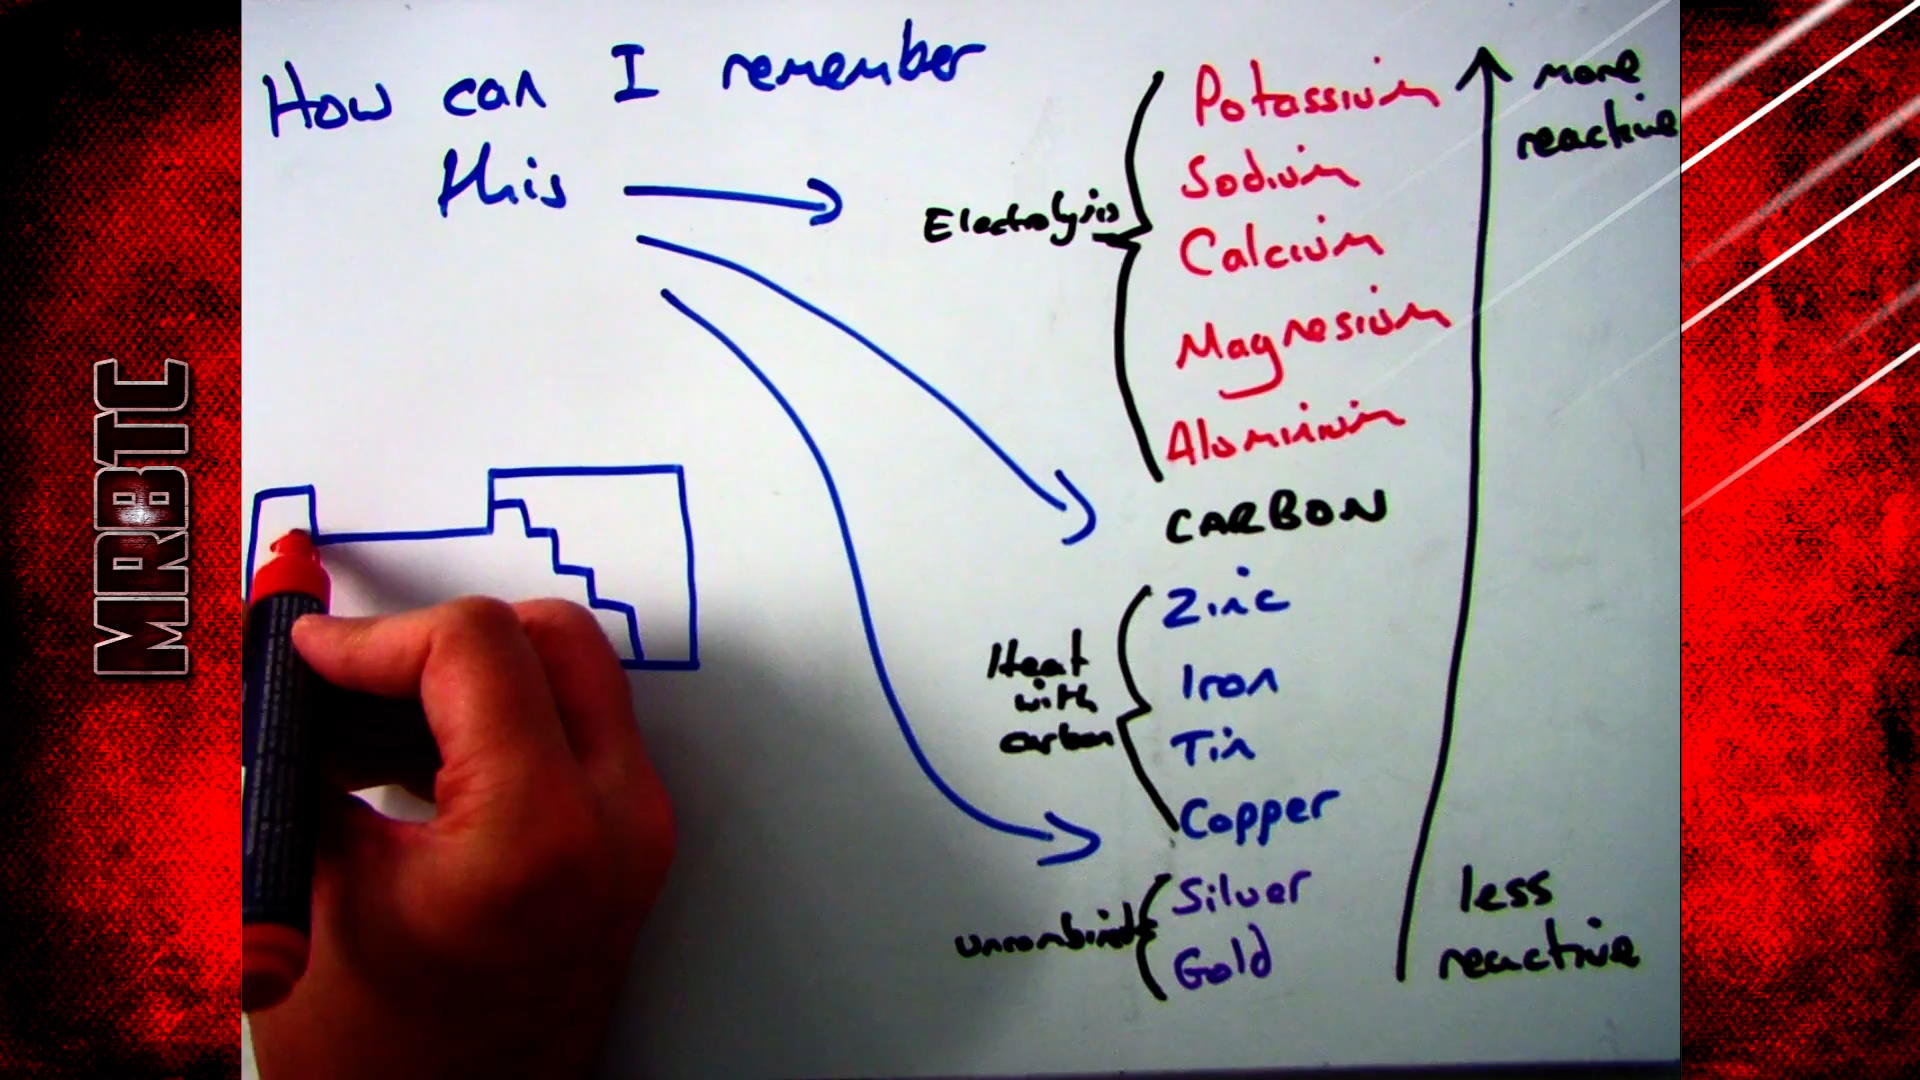 How can I remember
this
Electrolysis
Potassium
Sodium
Calcium
Magnesium
Aluminium
CARBON
Heat
with
carbon
Zinc
Iron
Tin
Copper
uncombined
Silver
Gold
more
reactive
less
reactive
MRBTC